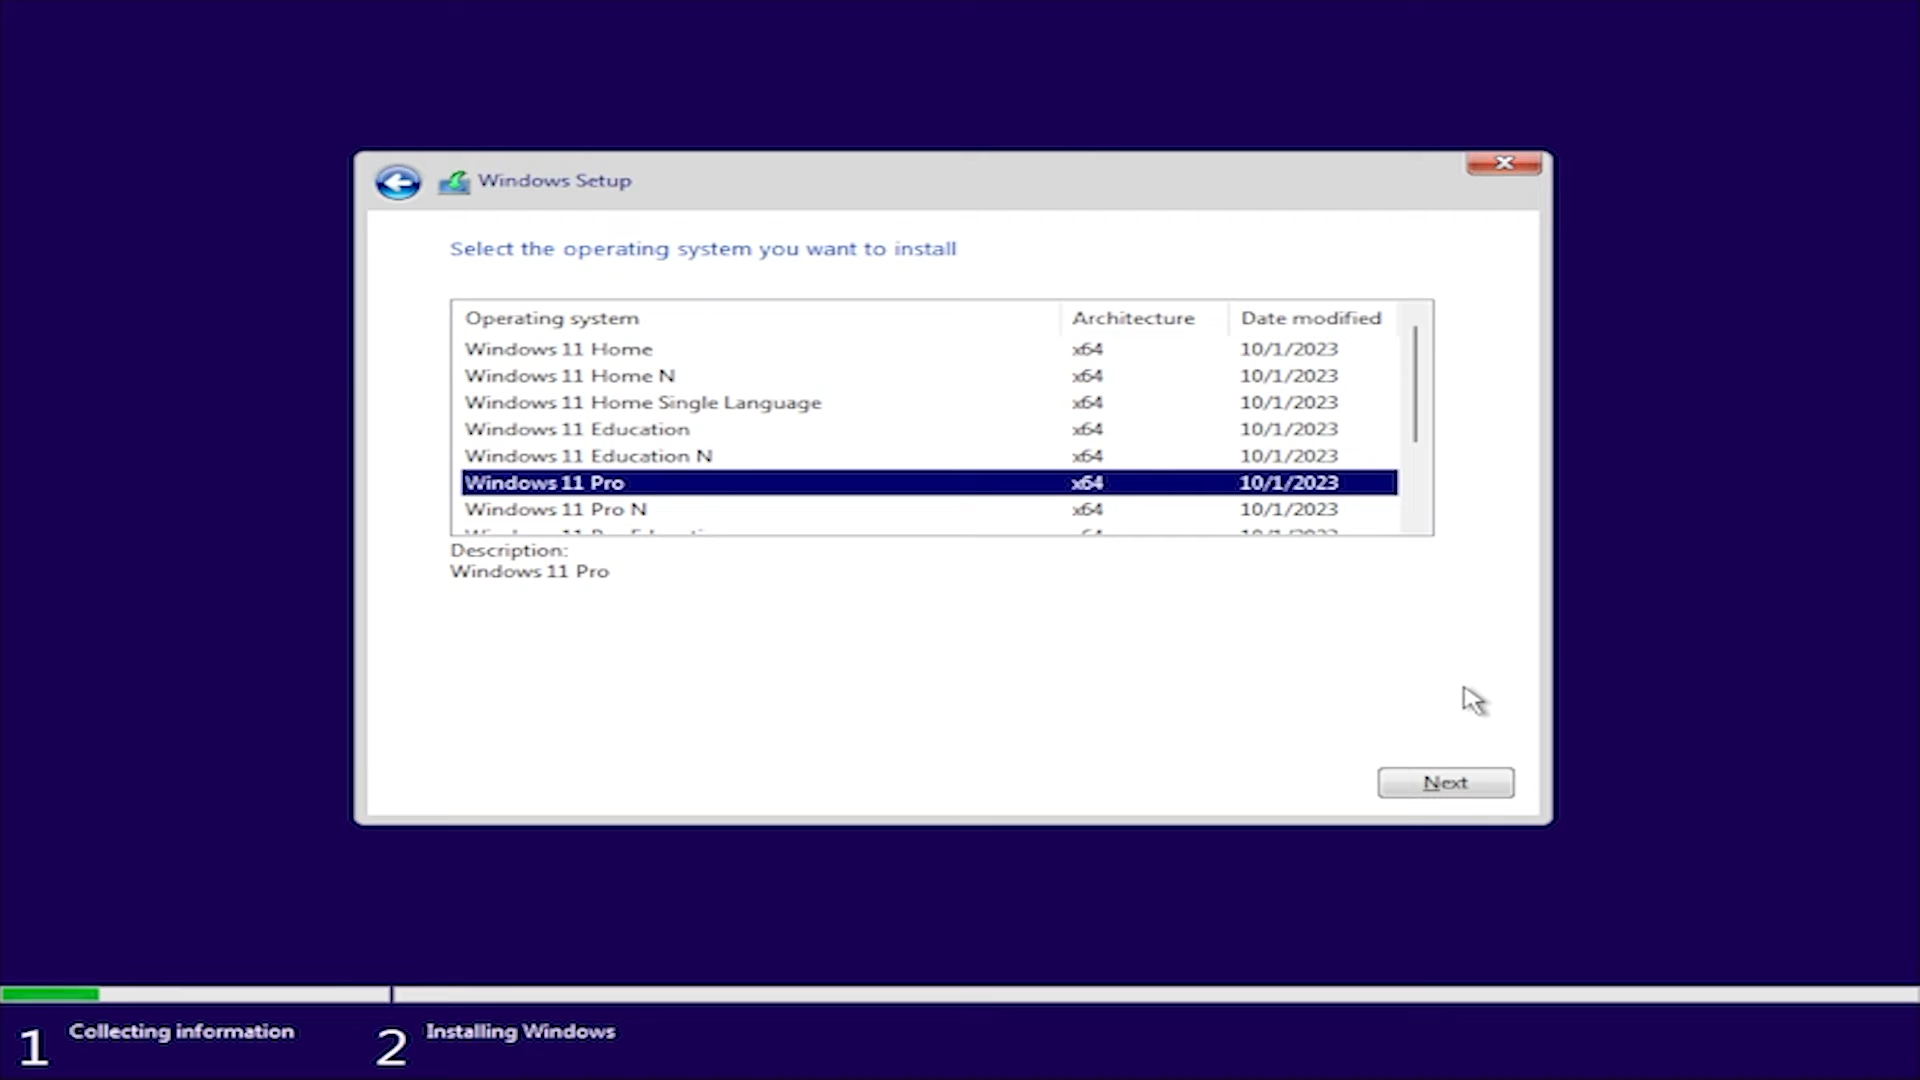 Windows Setup
Select the operating system you want to install
Operating system Architecture Date modified
Windows 11 Home x64 10/1/2023
Windows 11 Home N x64 10/1/2023
Windows 11 Home Single Language x64 10/1/2023
Windows 11 Education x64 10/1/2023
Windows 11 Education N x64 10/1/2023
Windows 11 Pro x64 10/1/2023
Windows 11 Pro N x64 10/1/2023
Description:
Windows 11 Pro
Next
1 Collecting information 2 Installing Windows